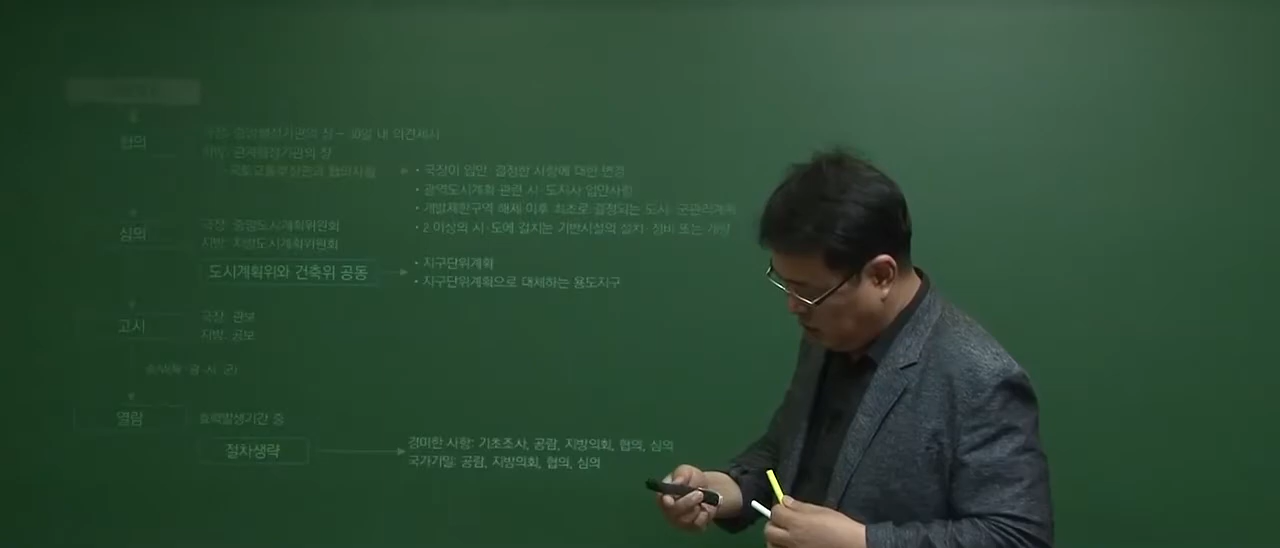 협의
국장: 중앙행정기관의 장 - 30일 내 의견제시
지방: 관계행정기관의 장
국토교통부장관과 협의사항
• 국장이 입안·결정한 사항에 대한 변경
• 광역도시계획 관련 시·도지사 입안사항
• 개발제한구역 해제 이후 최초로 결정되는 도시·군관리계획
• 2 이상의 시·도에 걸치는 기반시설의 설치·정비 또는 개량
심의
국장: 중앙도시계획위원회
지방: 지방도시계획위원회
도시계획위와 건축위 공동
• 지구단위계획
• 지구단위계획으로 대체하는 용도지구
고시
국장: 관보
지방: 공보
열람
효력발생기간 중
절차생략
경미한 사항: 기초조사, 공람, 지방의회, 협의, 심의
국가기밀: 공람, 지방의회, 협의, 심의